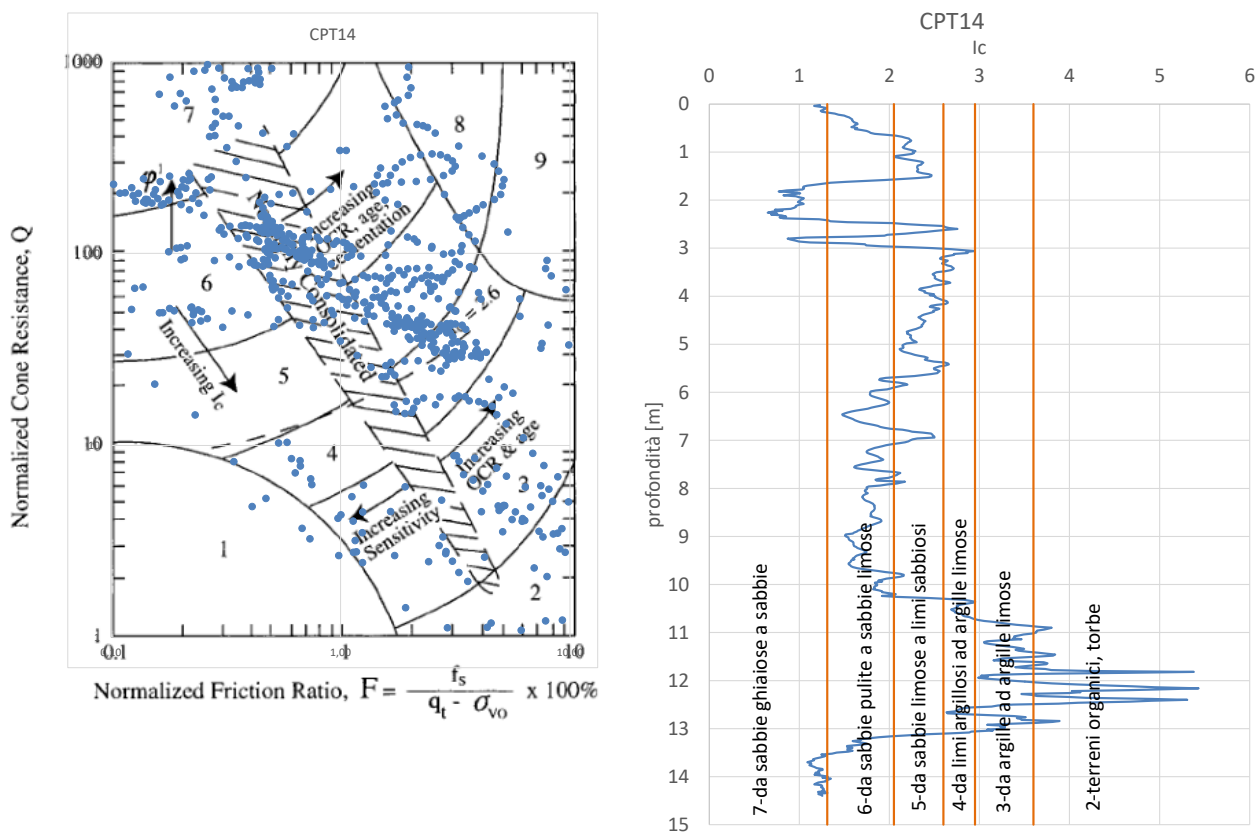 CPT14
1000
100
10
1
0.1
1,00
10,00
1.0
10
Normalized Cone Resistance, Q
7
8
9
φ'
6
5
4
3
2
1
Increasing
OCR, age,
cementation
Consolidated
= 2.6
Increasing Ic
Increasing
OCR & age
Increasing
Sensitivity
Normalized Friction Ratio, F = fs / qt - σvo x 100%
CPT14
Ic
0 1 2 3 4 5 6
profondità [m]
0
1
2
3
4
5
6
7
8
9
10
11
12
13
14
15
7-da sabbie ghiaiose a sabbie
6-da sabbie pulite a sabbie limose
5-da sabbie limose a limi sabbiosi
4-da limi argillosi ad argille limose
3-da argille ad argille limose
2-terreni organici, torbe